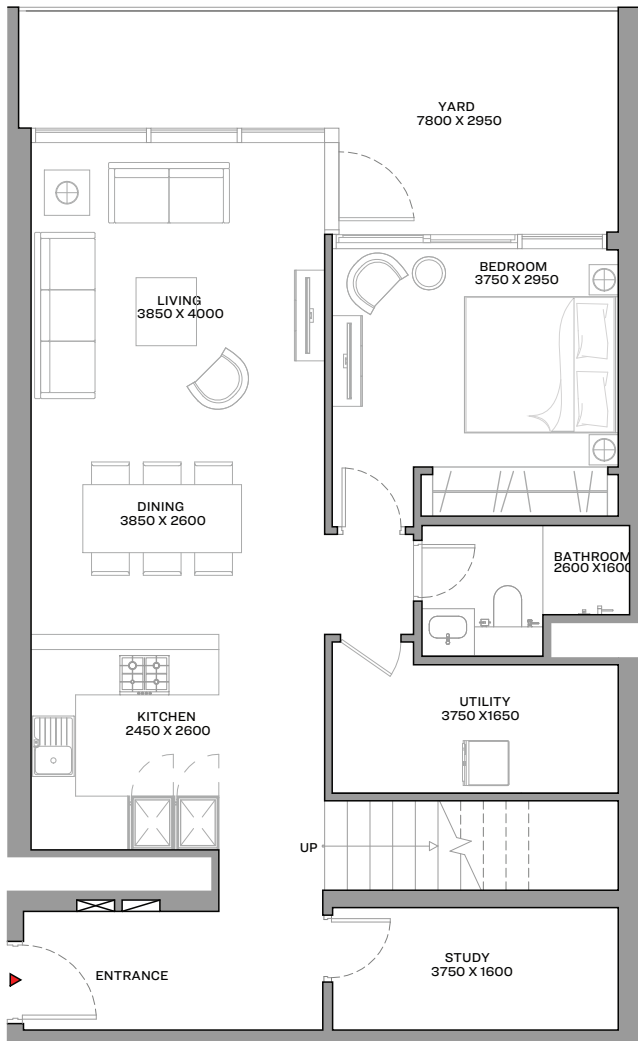 YARD
7800 X 2950
BEDROOM
3750 X 2950
LIVING
3850 X 4000
DINING
3850 X 2600
BATHROOM
2600 X1600
KITCHEN
2450 X 2600
UTILITY
3750 X1650
UP
ENTRANCE
STUDY
3750 X 1600